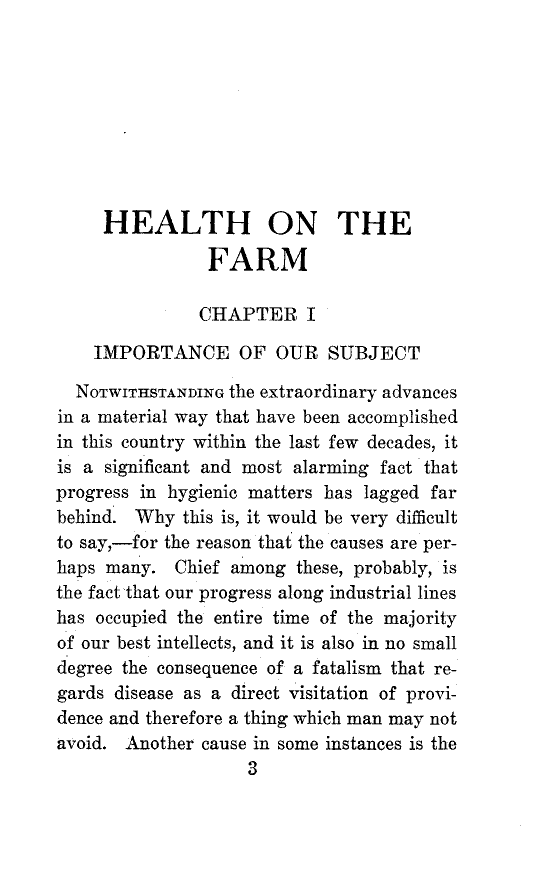 HEALTH ON THE
FARM
CHAPTER I
IMPORTANCE OF OUR SUBJECT
NOTWITHSTANDING the extraordinary advances
in a material way that have been accomplished
in this country within the last few decades, it
is a significant and most alarming fact that
progress in hygienic matters has lagged far
behind. Why this is, it would be very difficult
to say,—for the reason that the causes are per-
haps many. Chief among these, probably, is
the fact that our progress along industrial lines
has occupied the entire time of the majority
of our best intellects, and it is also in no small
degree the consequence of a fatalism that re-
gards disease as a direct visitation of provi-
dence and therefore a thing which man may not
avoid. Another cause in some instances is the
3